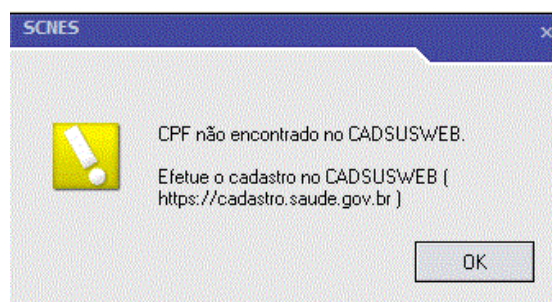 SCNES
CPF não encontrado no CADSUSWEB.
Efetue o cadastro no CADSUSWEB (
https://cadastro.saude.gov.br )
OK